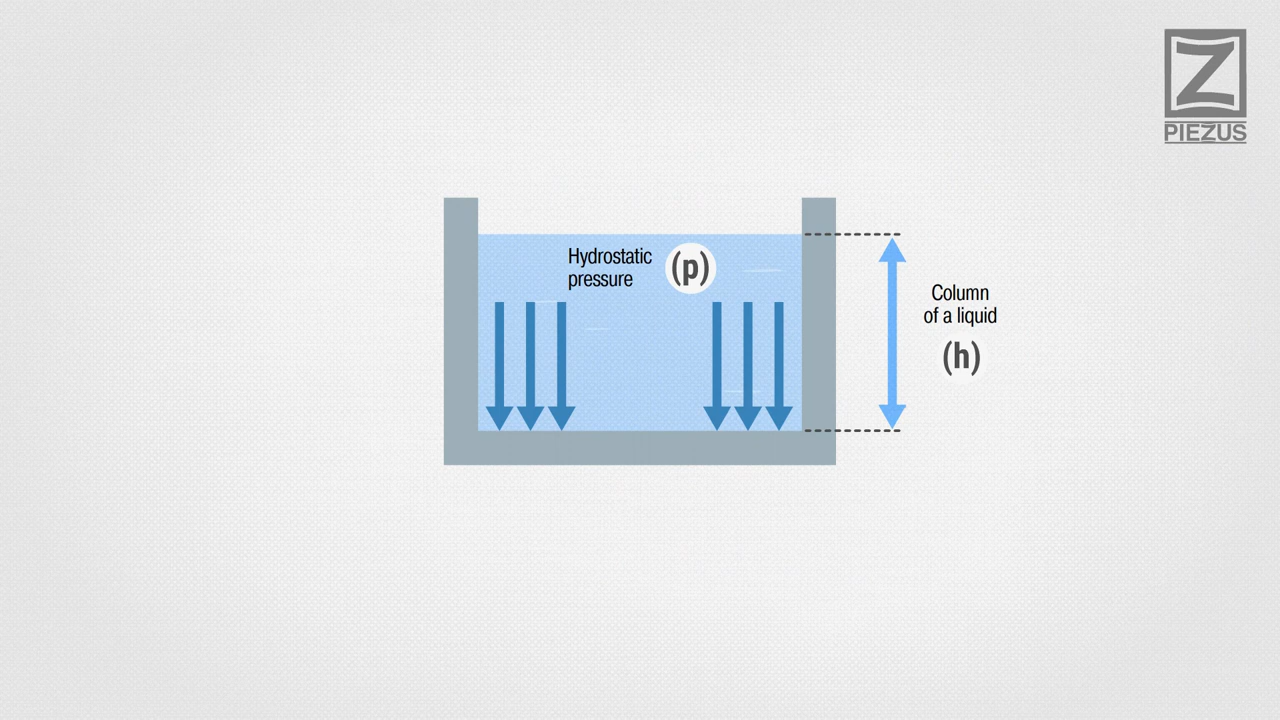 PIEZUS
Hydrostatic
pressure
(p)
Column
of a liquid
(h)